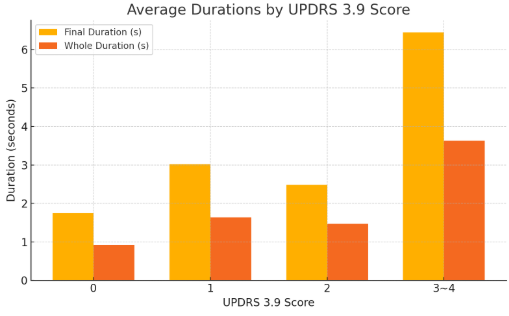 Average Durations by UPDRS 3.9 Score
Final Duration (s)
Whole Duration (s)
Duration (seconds)
6
5
4
3
2
1
0
0 1 2 3~4
UPDRS 3.9 Score